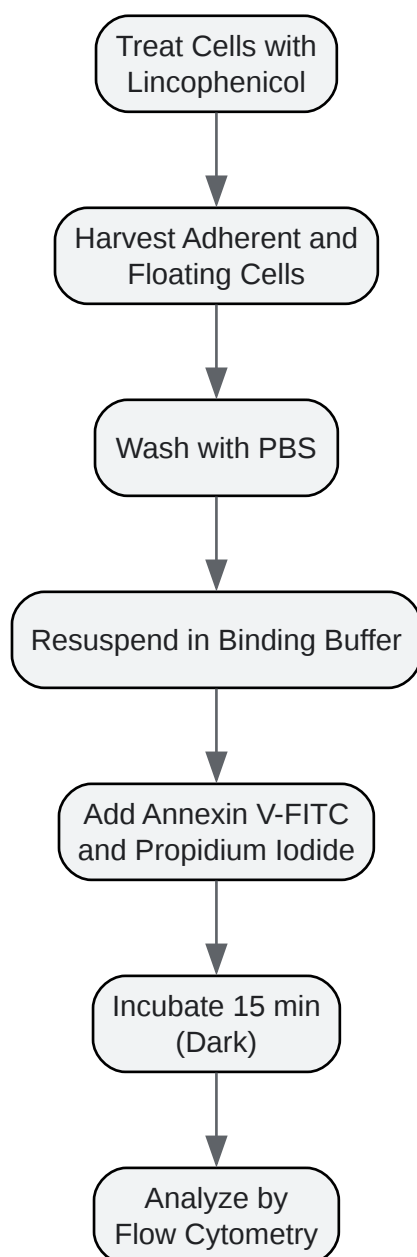 Treat Cells with
Lincophenicol
Harvest Adherent and
Floating Cells
Wash with PBS
Resuspend in Binding Buffer
Add Annexin V-FITC
and Propidium Iodide
Incubate 15 min
(Dark)
Analyze by
Flow Cytometry